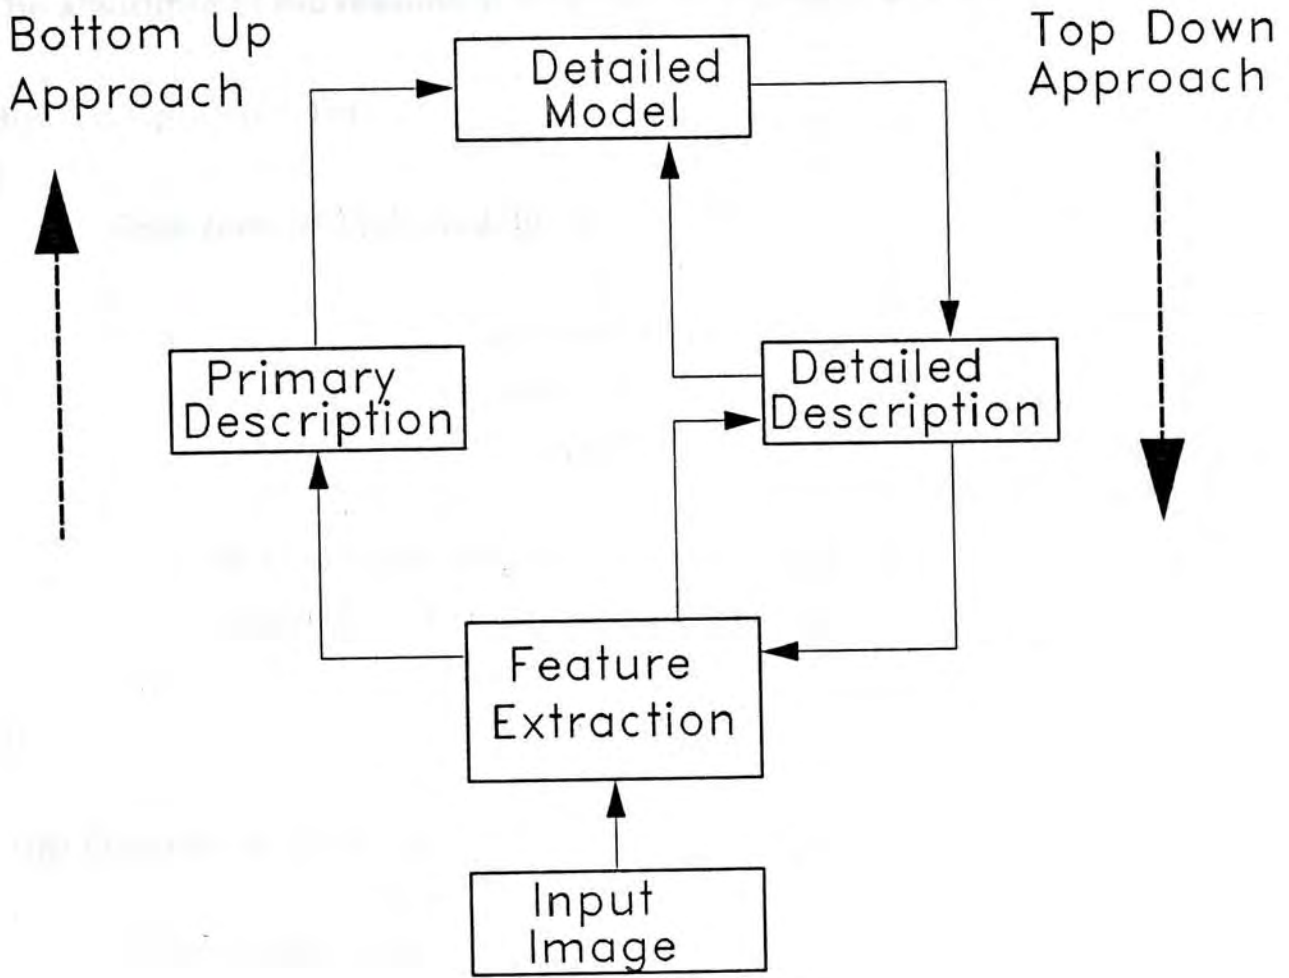 Bottom Up
Approach
Top Down
Approach
Detailed
Model
Primary
Description
Detailed
Description
Feature
Extraction
Input
Image